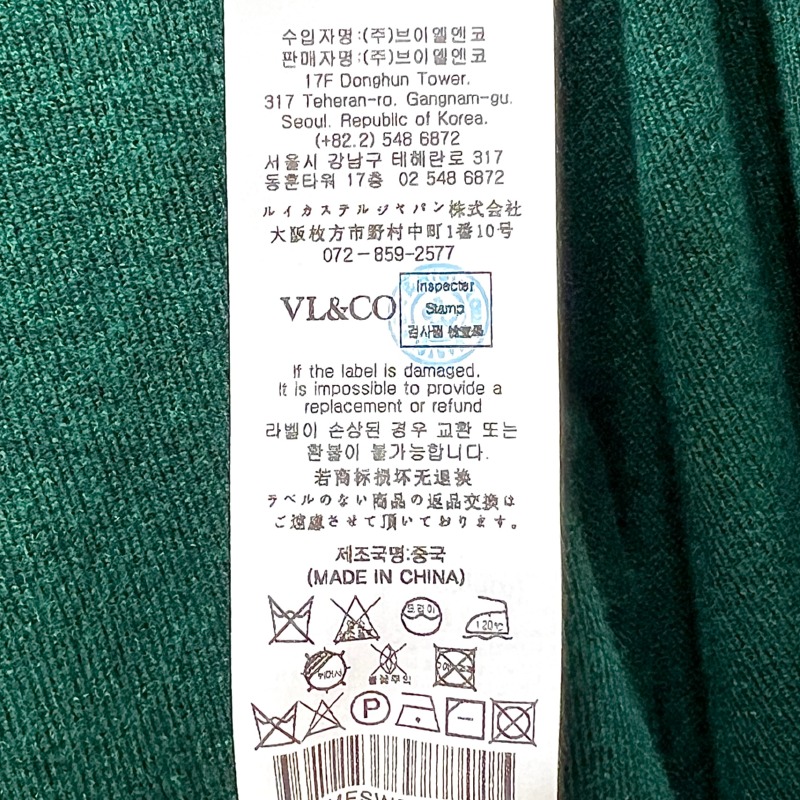 수입자명:(주)브이엘엔코
판매자명:(주)브이엘엔코
17F Donghun Tower.
317 Teheran-ro. Gangnam-gu.
Seoul. Republic of Korea.
(+82.2) 548 6872
서울시 강남구 테헤란로 317
동훈타워 17층 02 548 6872
ルイカステルジャパン株式会社
大阪枚方市野村中町1番10号
072-859-2577
VL&CO
Inspecter
Stamp
검사필
If the label is damaged.
It is impossible to provide a
replacement or refund
라벨이 손상된 경우 교환 또는
환불이 불가능합니다.
若商标损坏无退换
ラベルのない商品の返品交換は
ご遠慮させて頂いております。
제조국명:중국
(MADE IN CHINA)
드라이
120℃
뉘어서
불꽃주의
P